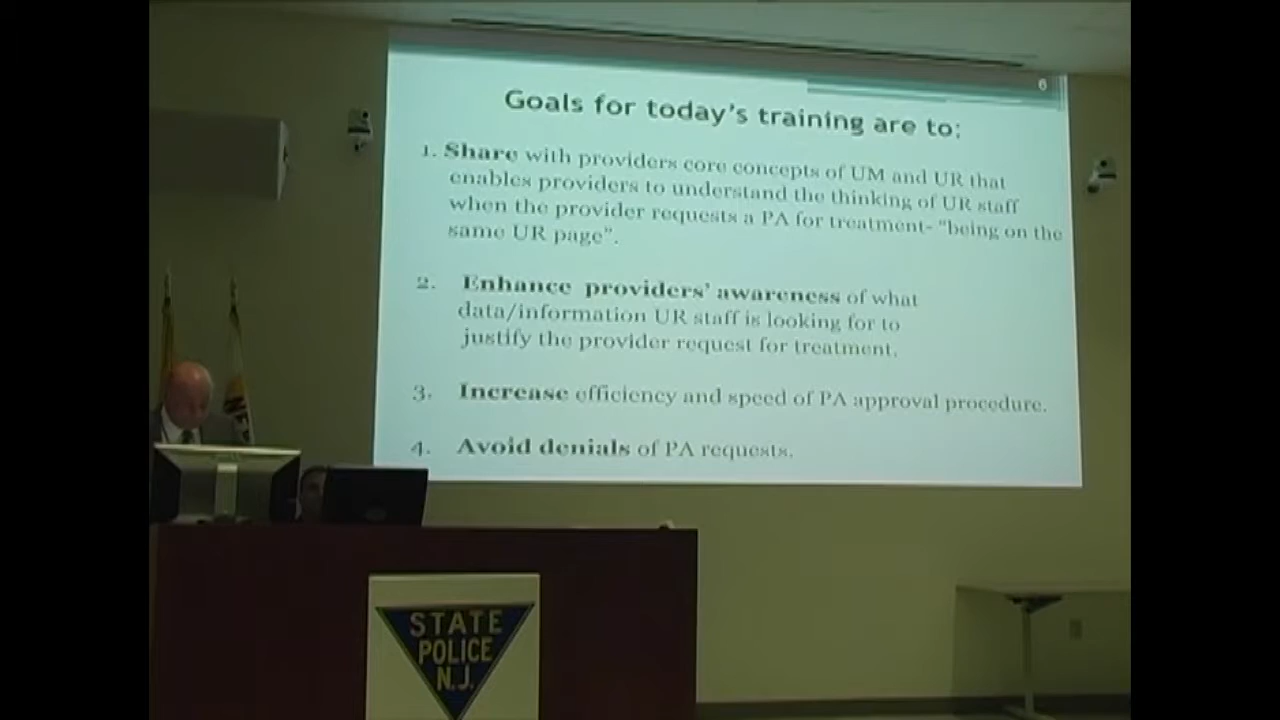 6
Goals for today's training are to:
1. Share with providers core concepts of UM and UR that
enables providers to understand the thinking of UR staff
when the provider requests a PA for treatment- "being on the
same UR page".
2. Enhance providers' awareness of what
data/information UR staff is looking for to
justify the provider request for treatment.
3. Increase efficiency and speed of PA approval procedure.
4. Avoid denials of PA requests.
STATE
POLICE
N.J.